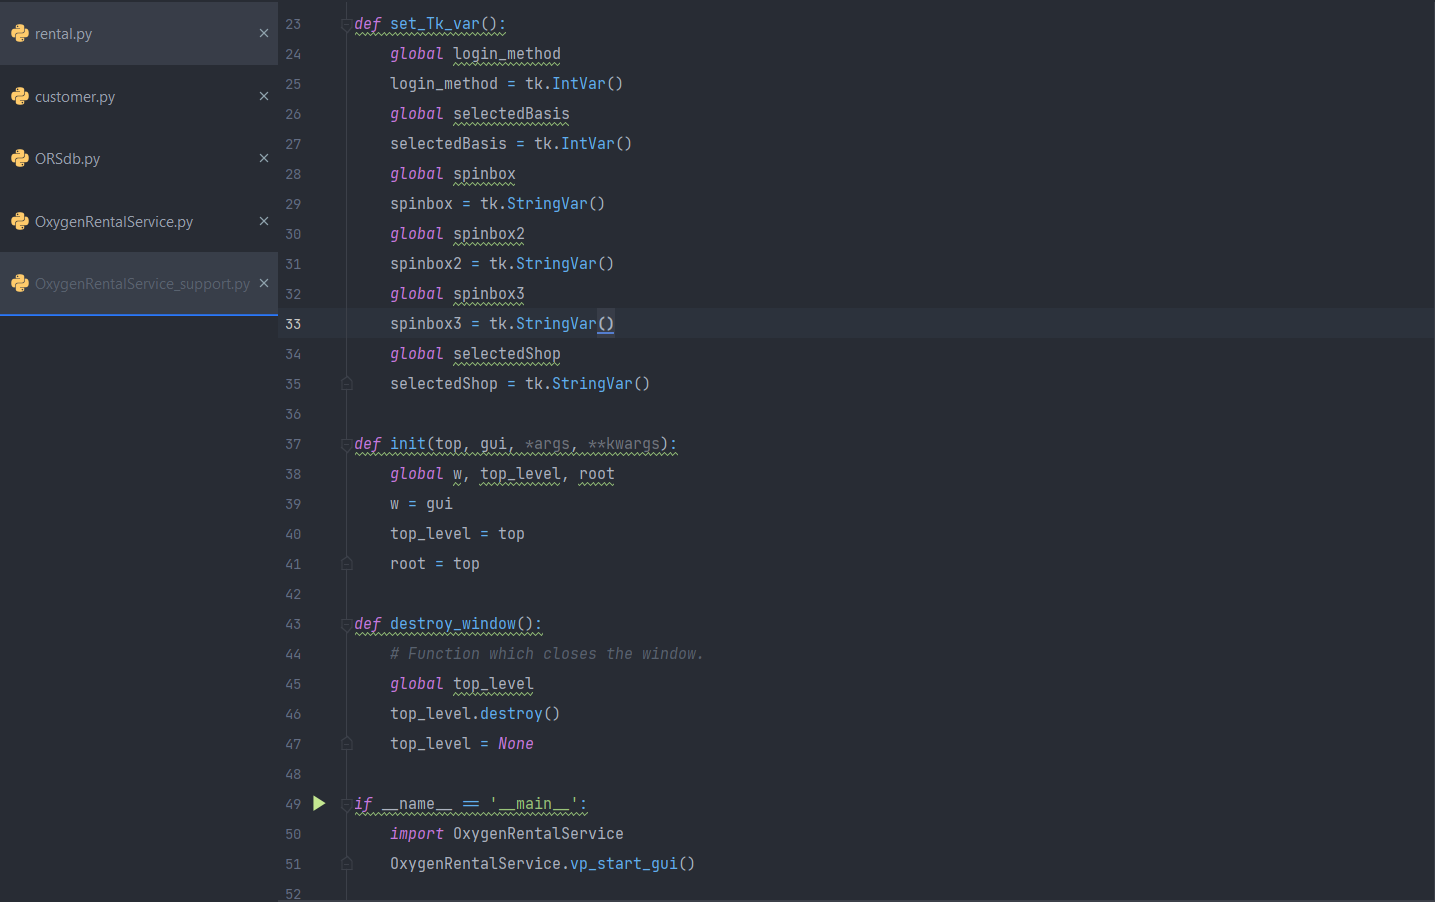 rental.py
customer.py
ORSdb.py
OxygenRentalService.py
OxygenRentalService_support.py
23 def set_Tk_var():
24 global login_method
25 login_method = tk.IntVar()
26 global selectedBasis
27 selectedBasis = tk.IntVar()
28 global spinbox
29 spinbox = tk.StringVar()
30 global spinbox2
31 spinbox2 = tk.StringVar()
32 global spinbox3
33 spinbox3 = tk.StringVar()
34 global selectedShop
35 selectedShop = tk.StringVar()
36
37 def init(top, gui, *args, **kwargs):
38 global w, top_level, root
39 w = gui
40 top_level = top
41 root = top
42
43 def destroy_window():
44 # Function which closes the window.
45 global top_level
46 top_level.destroy()
47 top_level = None
48
49 if __name__ == '__main__':
50 import OxygenRentalService
51 OxygenRentalService.vp_start_gui()
52